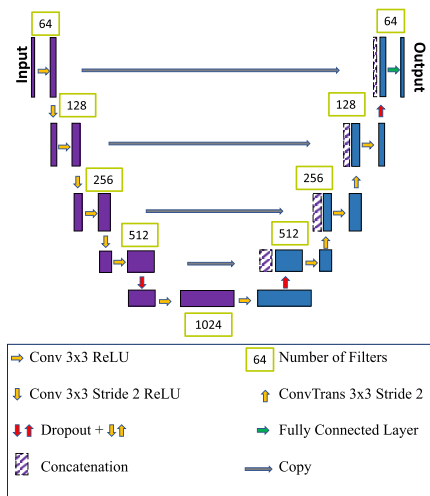 64
64
Input
Output
128
128
256
256
512
512
1024
Conv 3x3 ReLU
64 Number of Filters
Conv 3x3 Stride 2 ReLU
ConvTrans 3x3 Stride 2
Dropout +
Fully Connected Layer
Concatenation
Copy